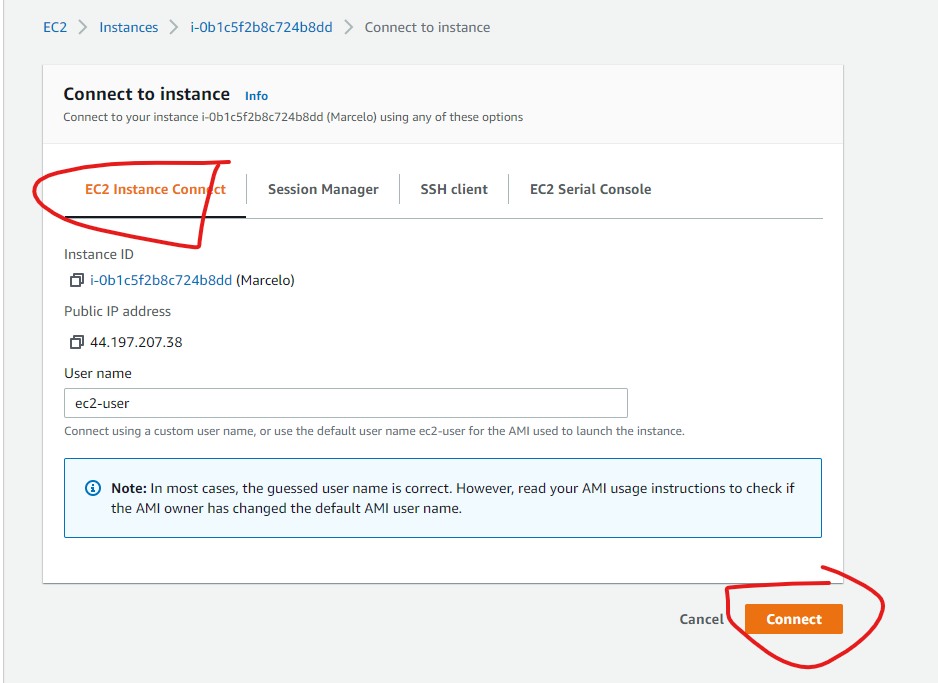 EC2 > Instances > i-0b1c5f2b8c724b8dd > Connect to instance
Connect to instance Info
Connect to your instance i-0b1c5f2b8c724b8dd (Marcelo) using any of these options
EC2 Instance Connect Session Manager SSH client EC2 Serial Console
Instance ID
i-0b1c5f2b8c724b8dd (Marcelo)
Public IP address
44.197.207.38
User name
ec2-user
Connect using a custom user name, or use the default user name ec2-user for the AMI used to launch the instance.
Note: In most cases, the guessed user name is correct. However, read your AMI usage instructions to check if
the AMI owner has changed the default AMI user name.
Cancel Connect